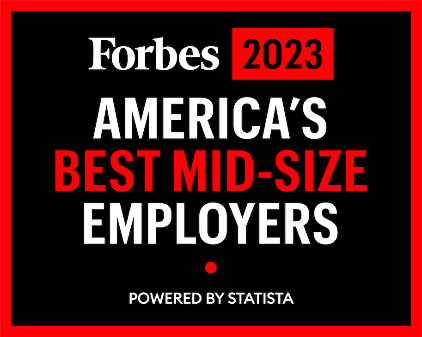 Forbes 2023
AMERICA'S
BEST MID-SIZE
EMPLOYERS
POWERED BY STATISTA